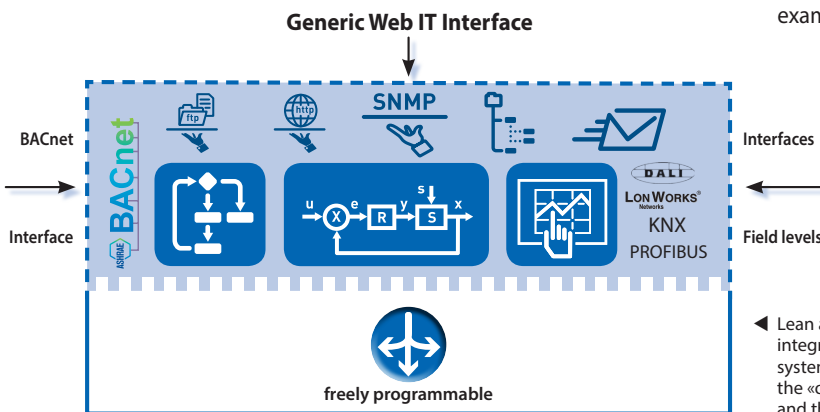 Generic Web IT Interface
exam
BACnet
Interface
ASHRAE BACnet
ftp
http
SNMP
u
X
e
R
y
s
S
x
DALI
LONWORKS®
Networks
KNX
PROFIBUS
Interfaces
Field levels
freely programmable
Lean a
integr
system
the «c
and th